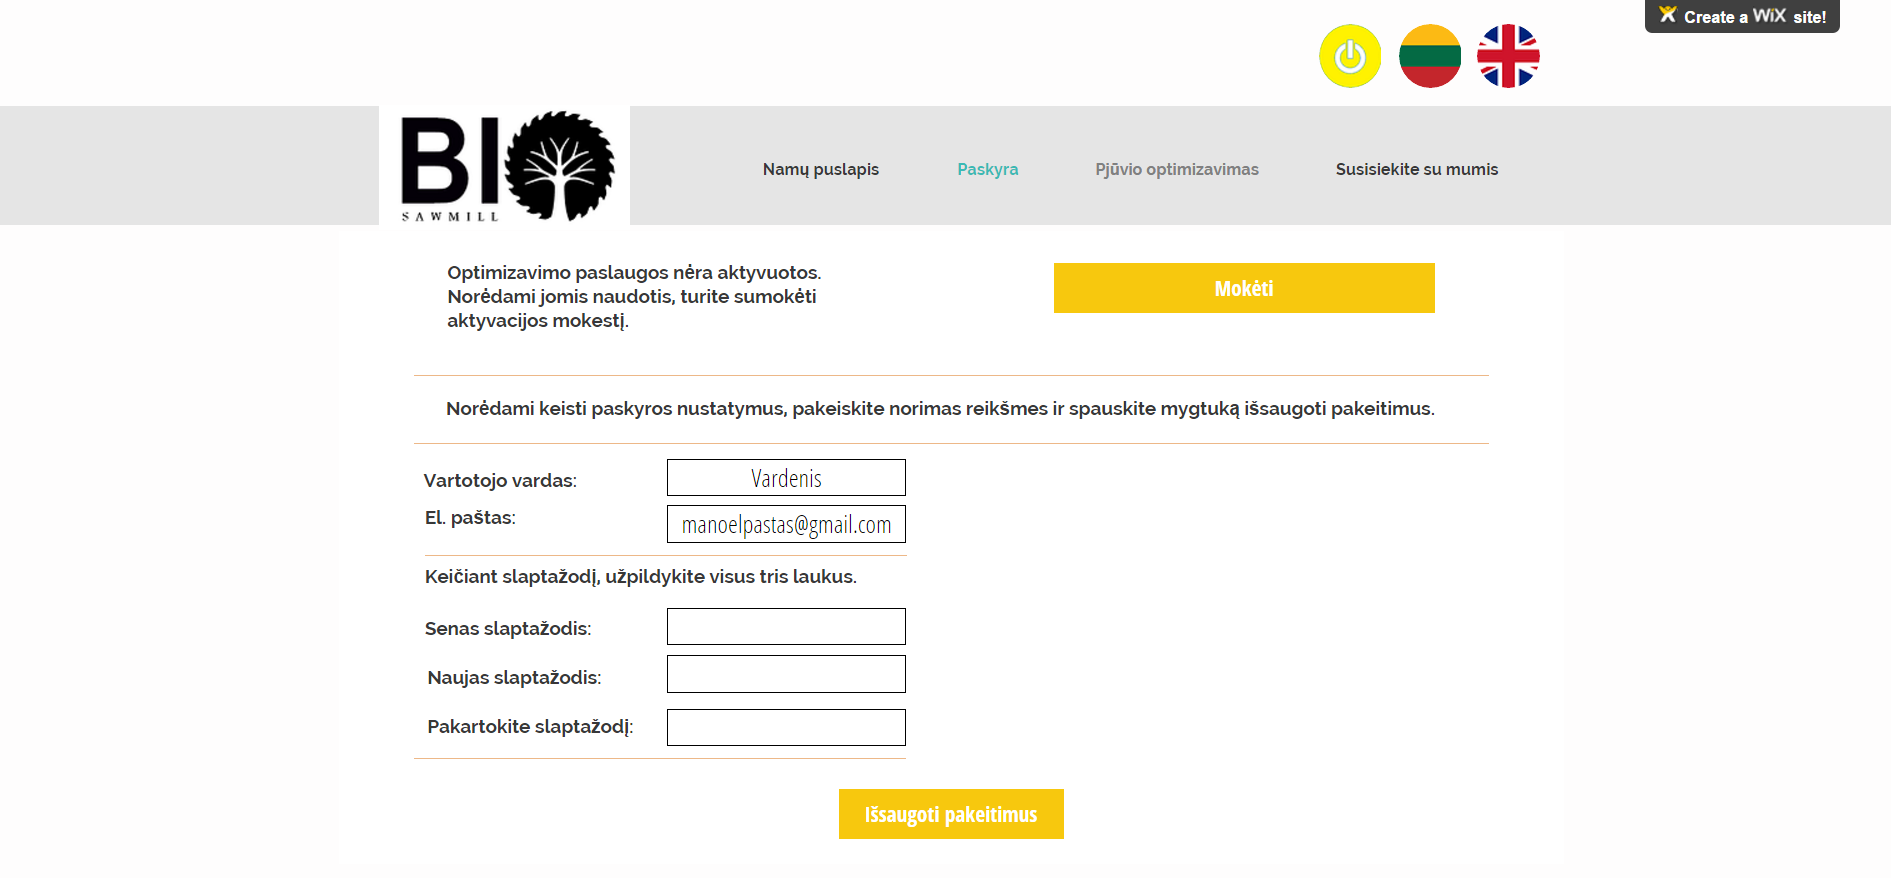 Create a WiX site!
BIO
SAWMILL
Namų puslapis
Paskyra
Pjūvio optimizavimas
Susisiekite su mumis
Optimizavimo paslaugos nėra aktyvuotos.
Norėdami jomis naudotis, turite sumokėti
aktyvacijos mokestį.
Mokėti
Norėdami keisti paskyros nustatymus, pakeiskite norimas reikšmes ir spauskite mygtuką išsaugoti pakeitimus.
Vartotojo vardas:
Vardenis
El. paštas:
manoelpastas@gmail.com
Keičiant slaptažodį, užpildykite visus tris laukus.
Senas slaptažodis:
Naujas slaptažodis:
Pakartokite slaptažodį:
Išsaugoti pakeitimus